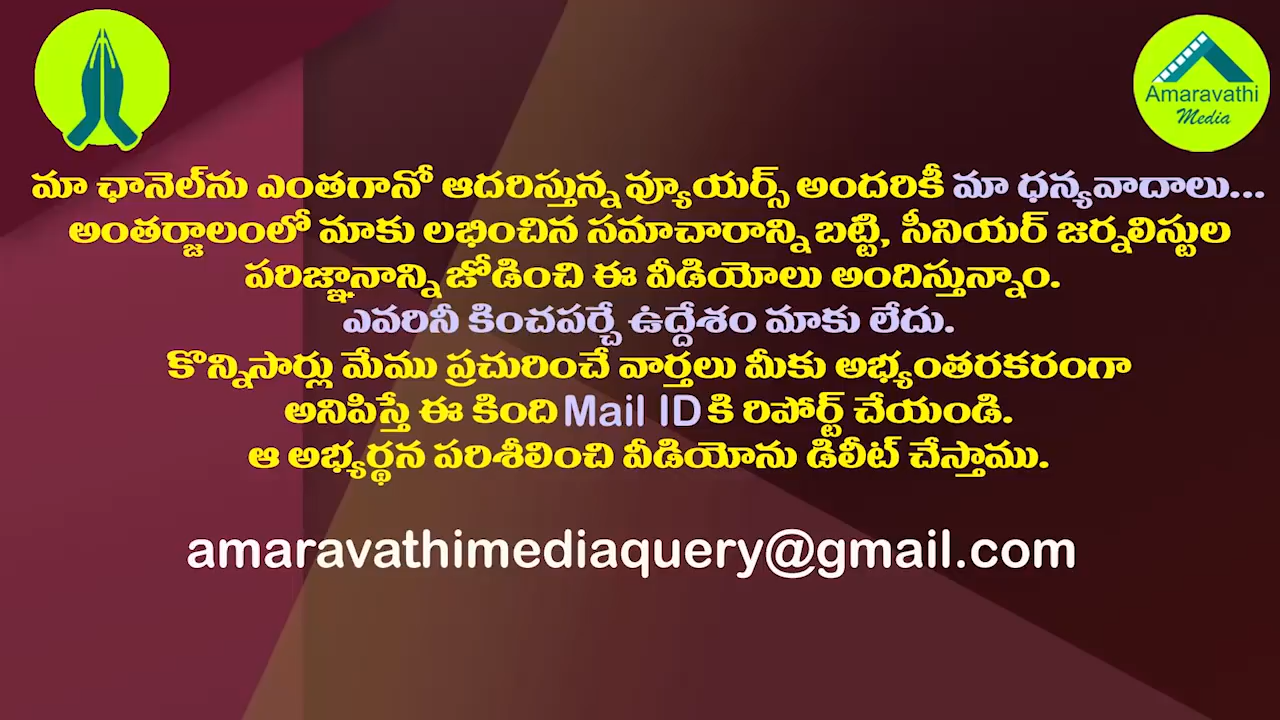 Amaravathi
Media
మా ఛానెల్‌ను ఎంతగానో ఆదరిస్తున్న వ్యూయర్స్ అందరికీ మా ధన్యవాదాలు...
అంతర్జాలంలో మాకు లభించిన సమాచారాన్ని బట్టి, సీనియర్ జర్నలిస్టుల
పరిజ్ఞానాన్ని జోడించి ఈ వీడియోలు అందిస్తున్నాం.
ఎవరినీ కించపర్చే ఉద్దేశం మాకు లేదు.
కొన్నిసార్లు మేము ప్రచురించే వార్తలు మీకు అభ్యంతరకరంగా
అనిపిస్తే ఈ కింది Mail ID కి రిపోర్ట్ చేయండి.
ఆ అభ్యర్థన పరిశీలించి వీడియోను డిలీట్ చేస్తాము.
amaravathimediaquery@gmail.com